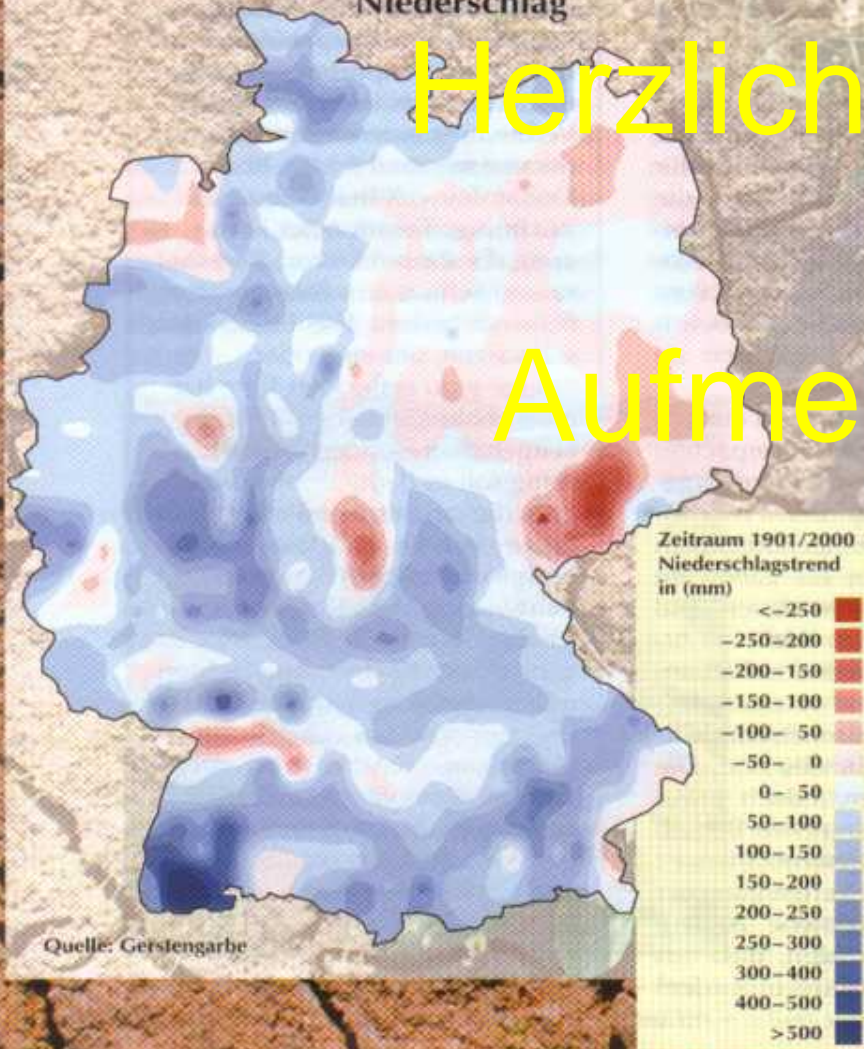 Niederschlag
Herzlich
Aufme
Zeitraum 1901/2000
Niederschlagstrend
in (mm)
<-250
-250-200
-200-150
-150-100
-100- 50
-50- 0
0- 50
50-100
100-150
150-200
200-250
250-300
300-400
400-500
>500
Quelle: Gerstengarbe